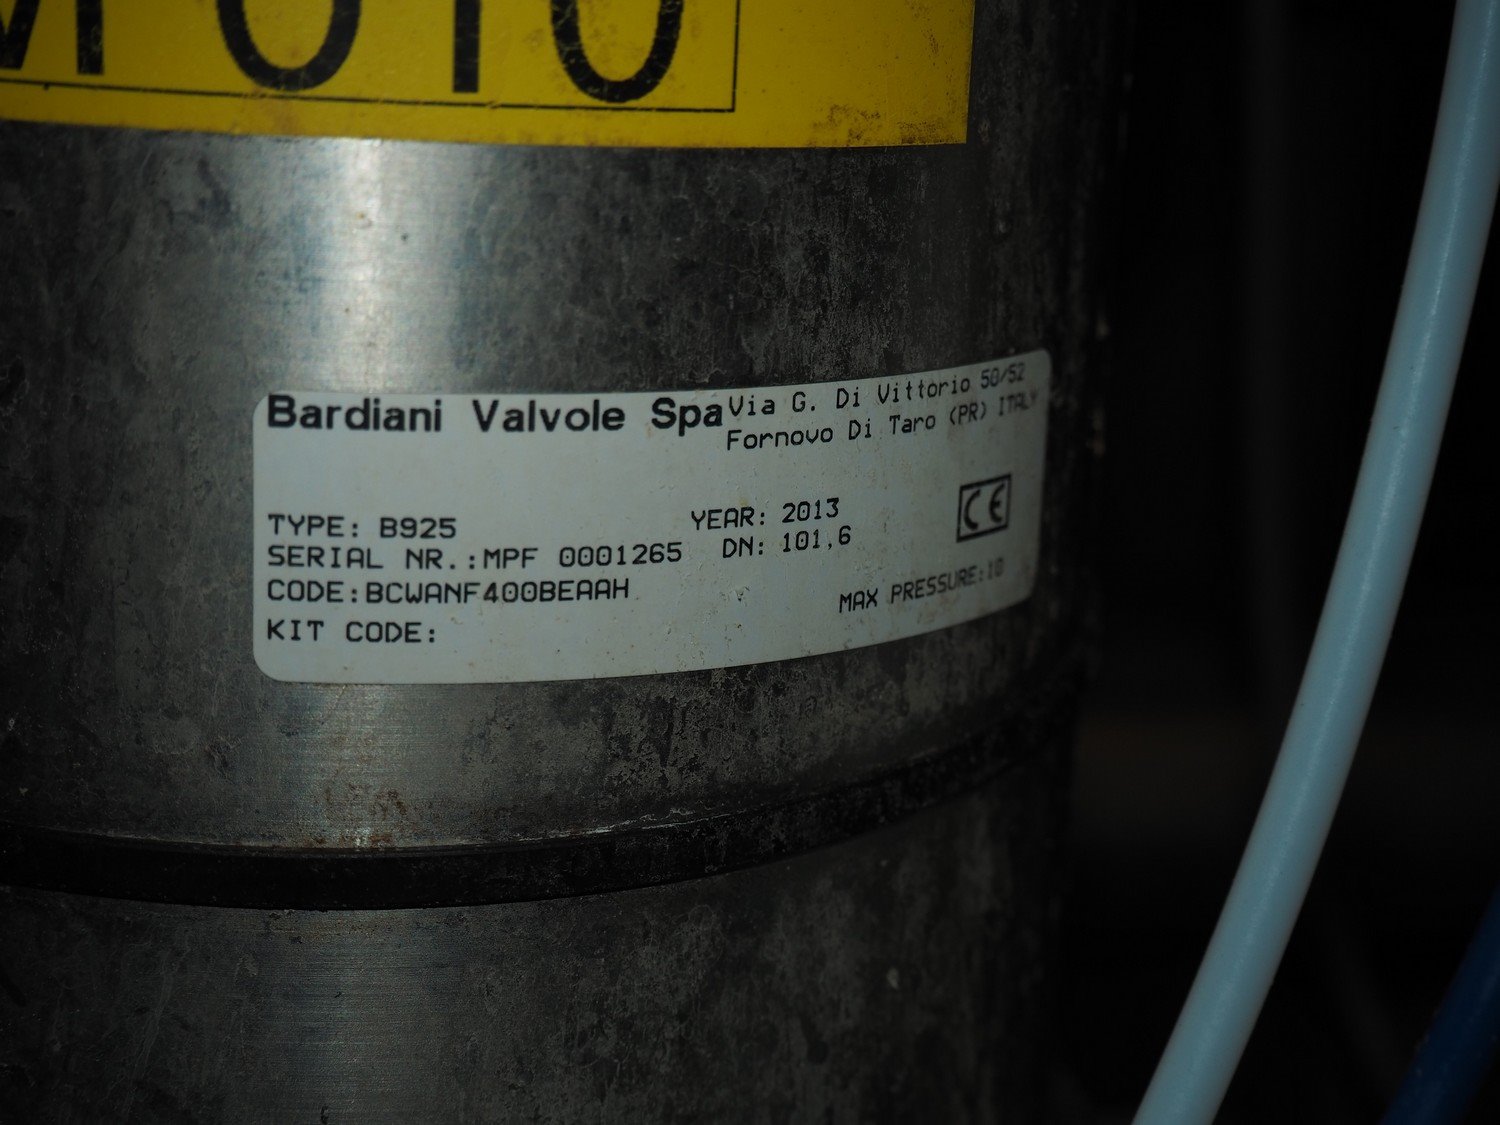 Bardiani Valvole Spa
Via G. Di Vittorio 50/52
Fornovo Di Taro (PR) ITALY
TYPE: B925
YEAR: 2013
SERIAL NR.:MPF 0001265
DN: 101,6
CE
CODE:BCWANF400BEAAH
MAX PRESSURE:10
KIT CODE: